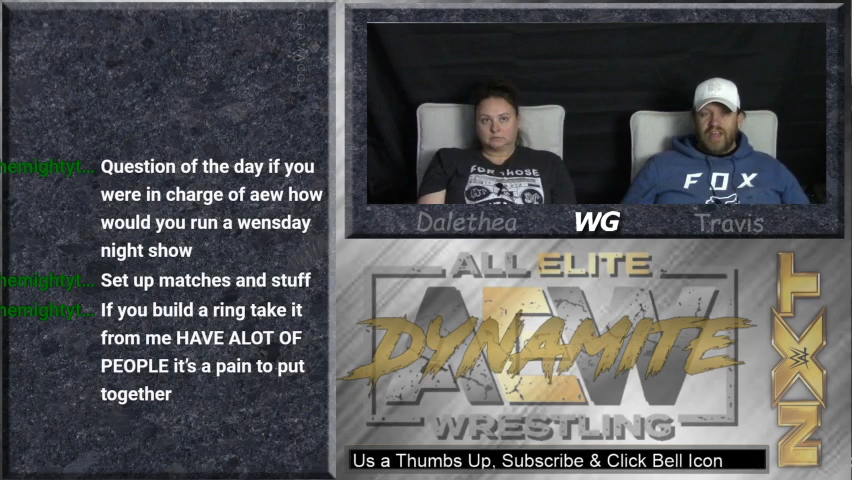 hemightyt... Question of the day if you
were in charge of aew how
would you run a wensday
night show
hemightyt... Set up matches and stuff
hemightyt... If you build a ring take it
from me HAVE ALOT OF
PEOPLE it's a pain to put
together
FOR THOSE
FOX
Dalethea
WG
Travis
ALL ELITE
AEW
DYNAMITE
WRESTLING
NXT
W
Us a Thumbs Up, Subscribe & Click Bell Icon